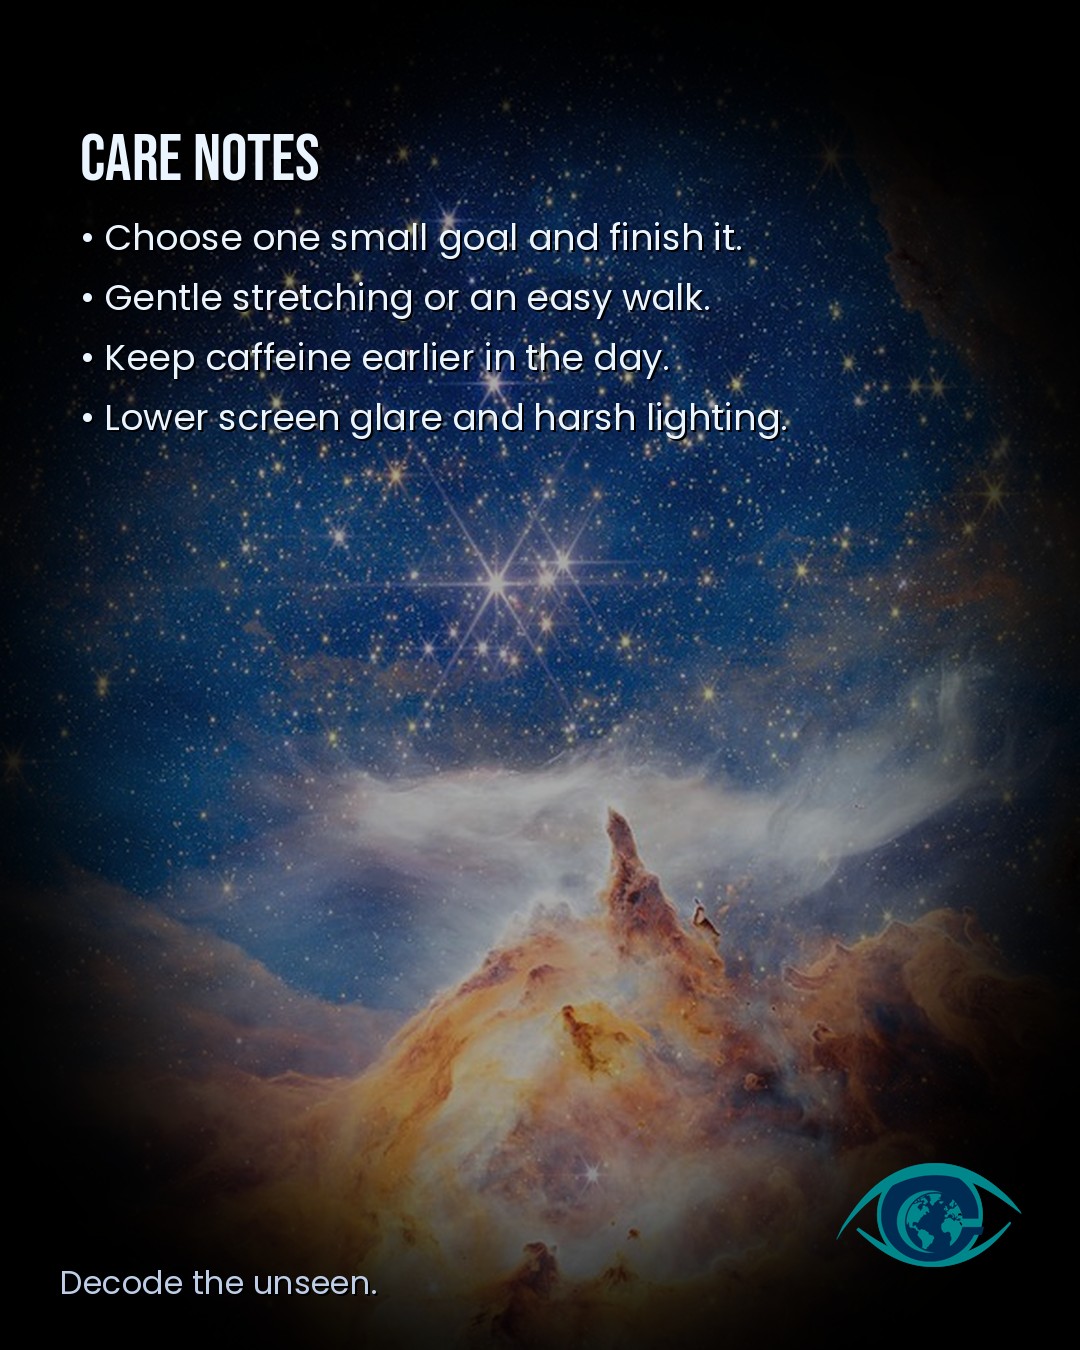 CARE NOTES
• Choose one small goal and finish it.
• Gentle stretching or an easy walk.
• Keep caffeine earlier in the day.
• Lower screen glare and harsh lighting.
Decode the unseen.